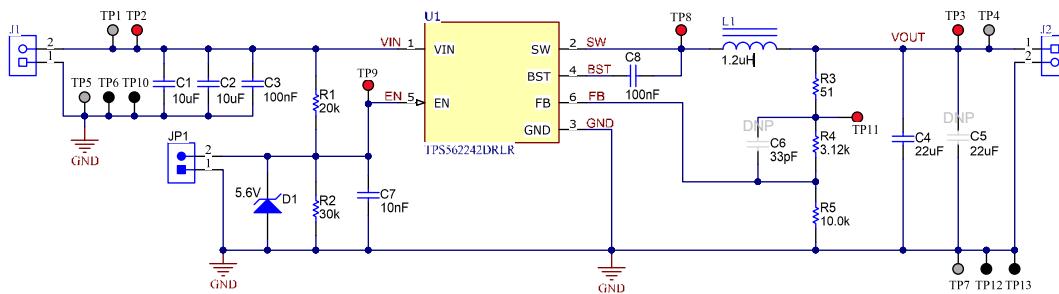 J1
2
1
TP1
TP2
TP5
TP6
TP10
GND
C1
10uF
C2
10uF
C3
100nF
R1
20k
VIN
1
U1
VIN
EN
SW
BST
FB
GND
TPS562242DRLR
TP9
EN
5
JP1
2
1
5.6V
D1
R2
30k
C7
10nF
GND
2
SW
4
BST
6
FB
3
GND
C8
100nF
TP8
L1
1.2uH
R3
51
TP11
DNP
C6
33pF
R4
3.12k
R5
10.0k
GND
VOUT
TP3
TP4
C4
22uF
DNP
C5
22uF
J2
2
1
TP7
TP12
TP13